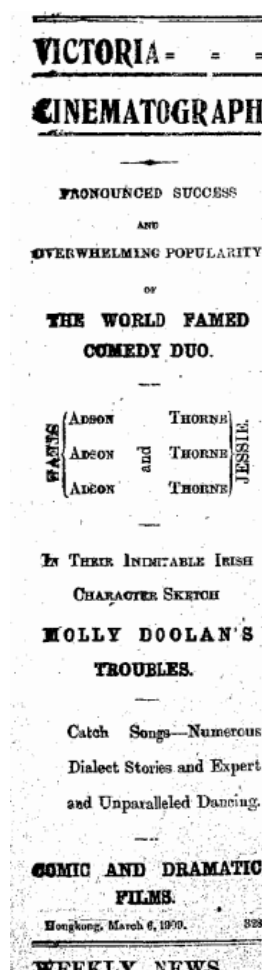 VICTORIA = = =
CINEMATOGRAPH
PRONOUNCED SUCCESS
AND
OVERWHELMING POPULARITY
OF
THE WORLD FAMED
COMEDY DUO.
ADSON THORNE
ADSON and THORNE JESSIE.
ADSON THORNE
IN THEIR INIMITABLE IRISH
CHARACTER SKETCH
MOLLY DOOLAN'S
TROUBLES.
Catch Songs—Numerous
Dialect Stories and Expert
and Unparalleled Dancing.
COMIC AND DRAMATIC
FILMS.
Hongkong, March 6, 1909. 328
WEEKLY NEWS